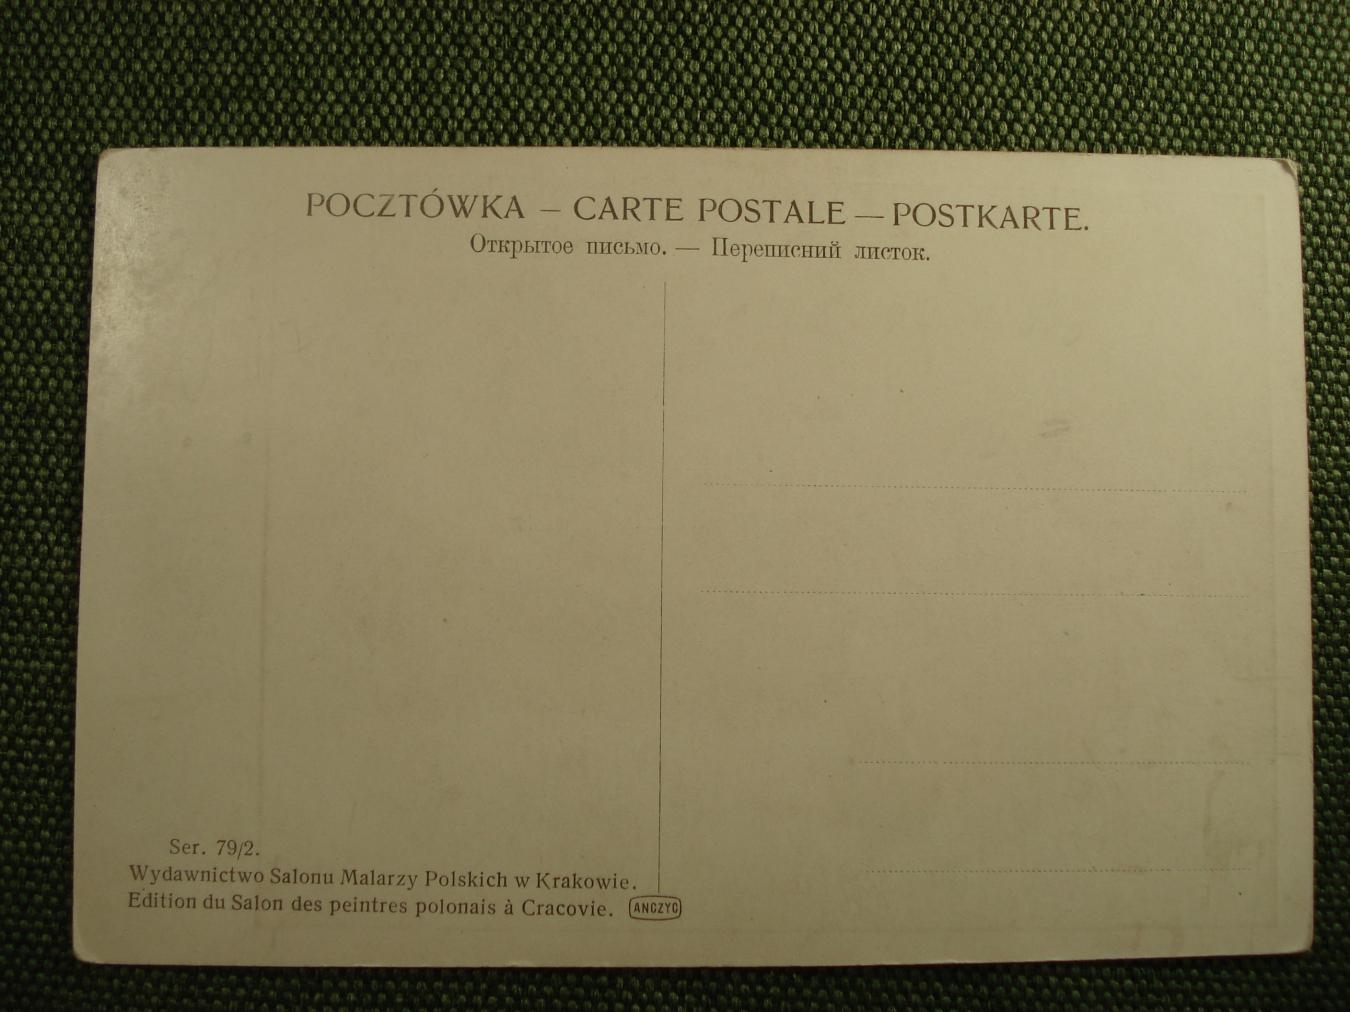 POCZTÓWKA — CARTE POSTALE — POSTKARTE.
Открытое письмо. — Переписний листок.
Ser. 79/2.
Wydawnictwo Salonu Malarzy Polskich w Krakowie.
Edition du Salon des peintres polonais à Cracovie. ANCZYC